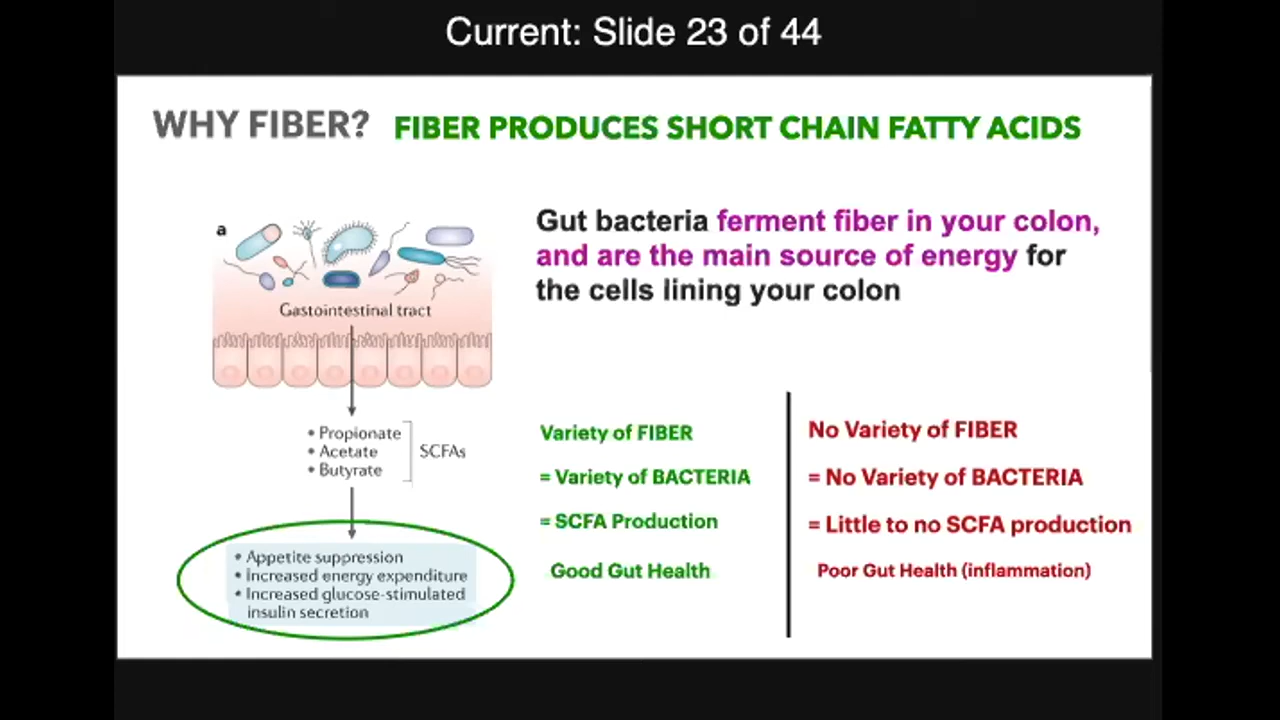 Current: Slide 23 of 44
WHY FIBER? FIBER PRODUCES SHORT CHAIN FATTY ACIDS
a
Gastointestinal tract
• Propionate
• Acetate
• Butyrate
SCFAs
• Appetite suppression
• Increased energy expenditure
• Increased glucose-stimulated
insulin secretion
Gut bacteria ferment fiber in your colon,
and are the main source of energy for
the cells lining your colon
Variety of FIBER
= Variety of BACTERIA
= SCFA Production
Good Gut Health
No Variety of FIBER
= No Variety of BACTERIA
= Little to no SCFA production
Poor Gut Health (inflammation)